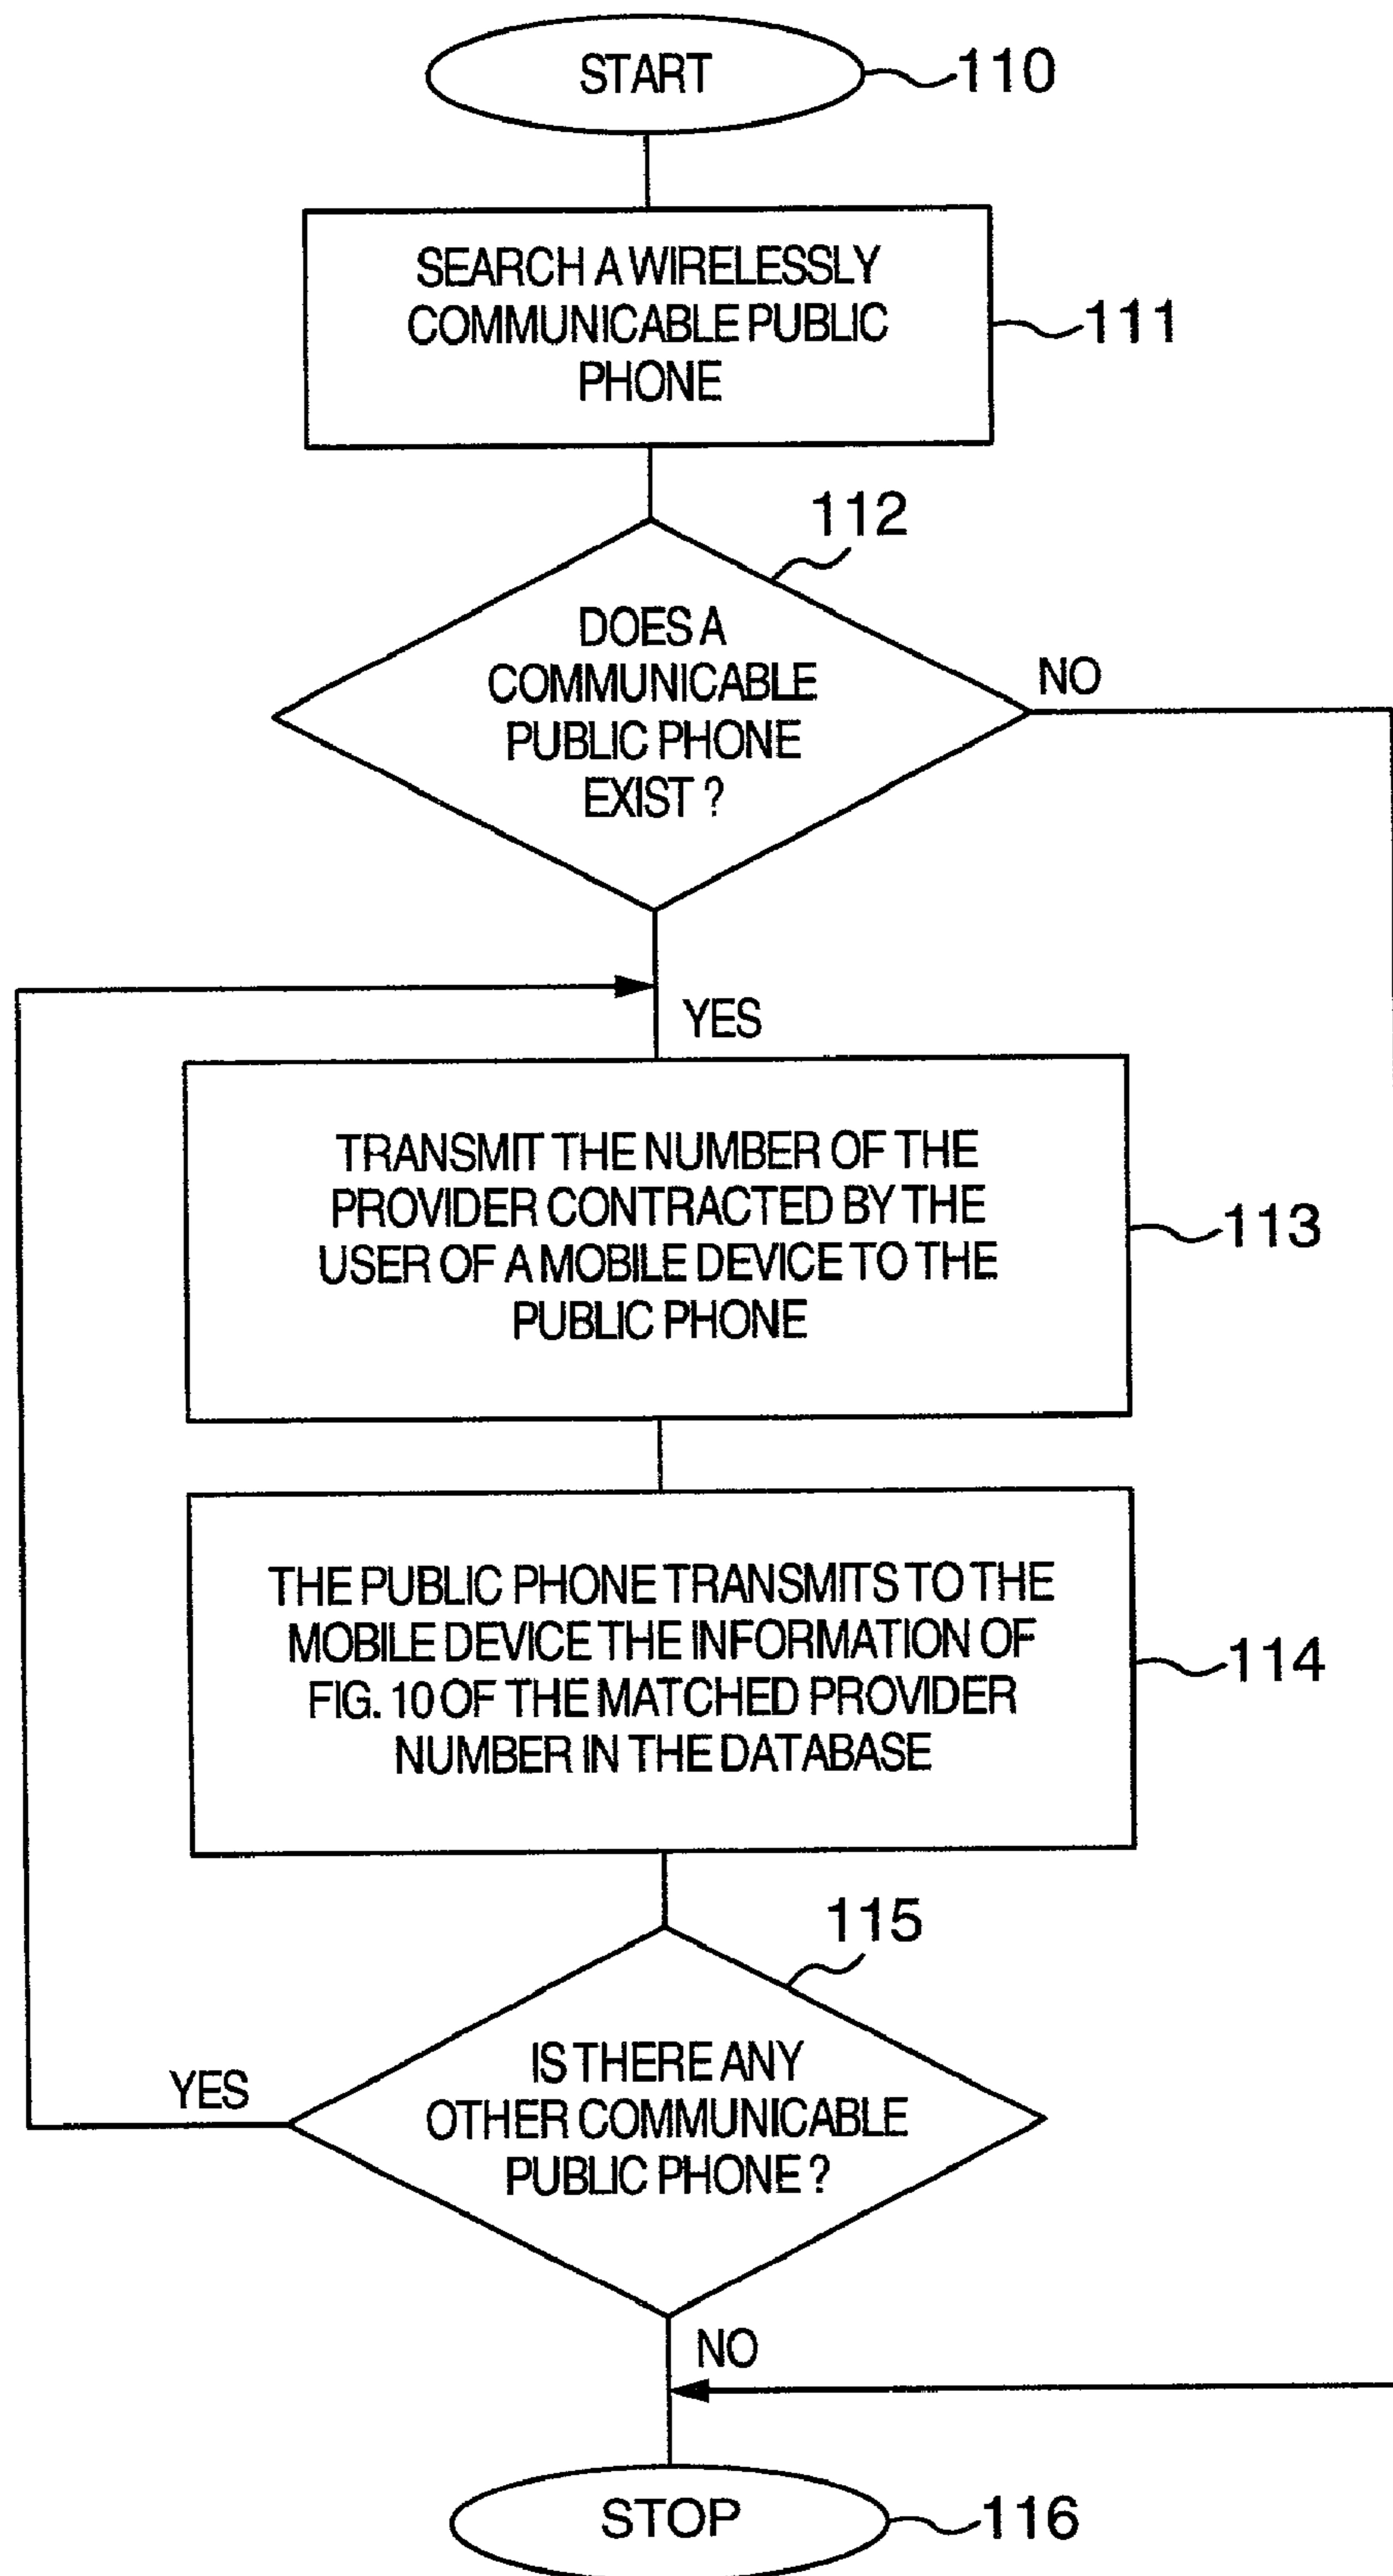 START
110
SEARCH A WIRELESSLY
COMMUNICABLE PUBLIC
PHONE
111
112
DOES A
COMMUNICABLE
PUBLIC PHONE
EXIST ?
NO
YES
TRANSMIT THE NUMBER OF THE
PROVIDER CONTRACTED BY THE
USER OF A MOBILE DEVICE TO THE
PUBLIC PHONE
113
THE PUBLIC PHONE TRANSMITS TO THE
MOBILE DEVICE THE INFORMATION OF
FIG. 10 OF THE MATCHED PROVIDER
NUMBER IN THE DATABASE
114
115
IS THERE ANY
OTHER COMMUNICABLE
PUBLIC PHONE ?
YES
NO
STOP
116